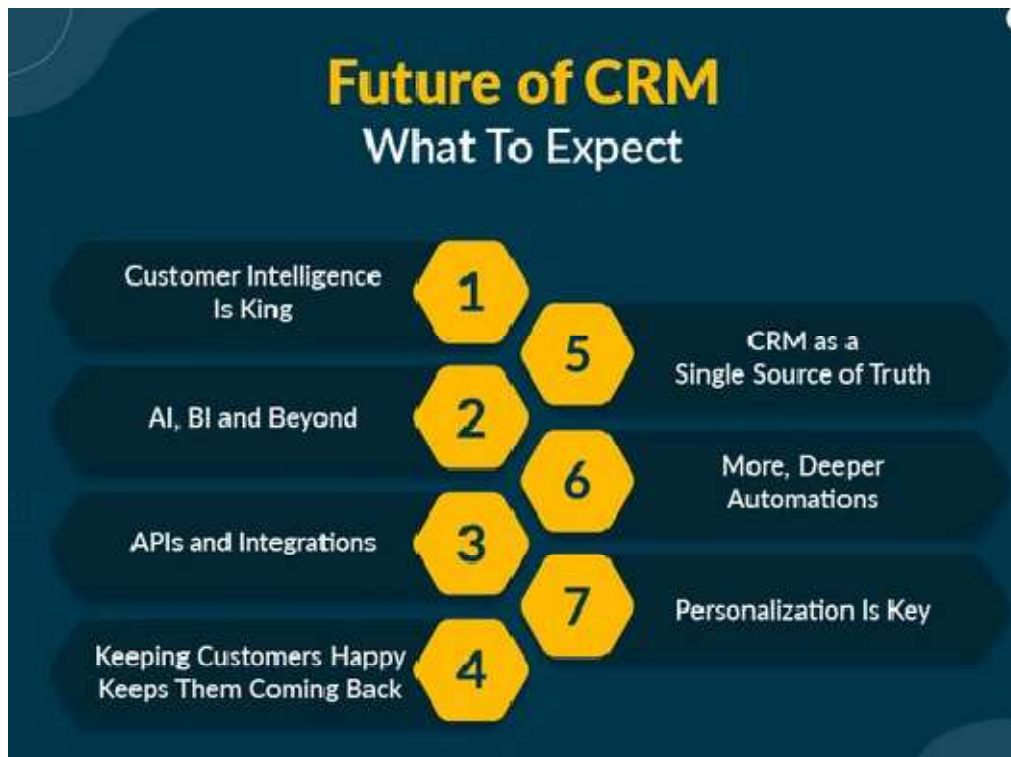 Future of CRM
What To Expect
1
Customer Intelligence
Is King
2
AI, BI and Beyond
3
APIs and Integrations
4
Keeping Customers Happy
Keeps Them Coming Back
5
CRM as a
Single Source of Truth
6
More, Deeper
Automations
7
Personalization Is Key